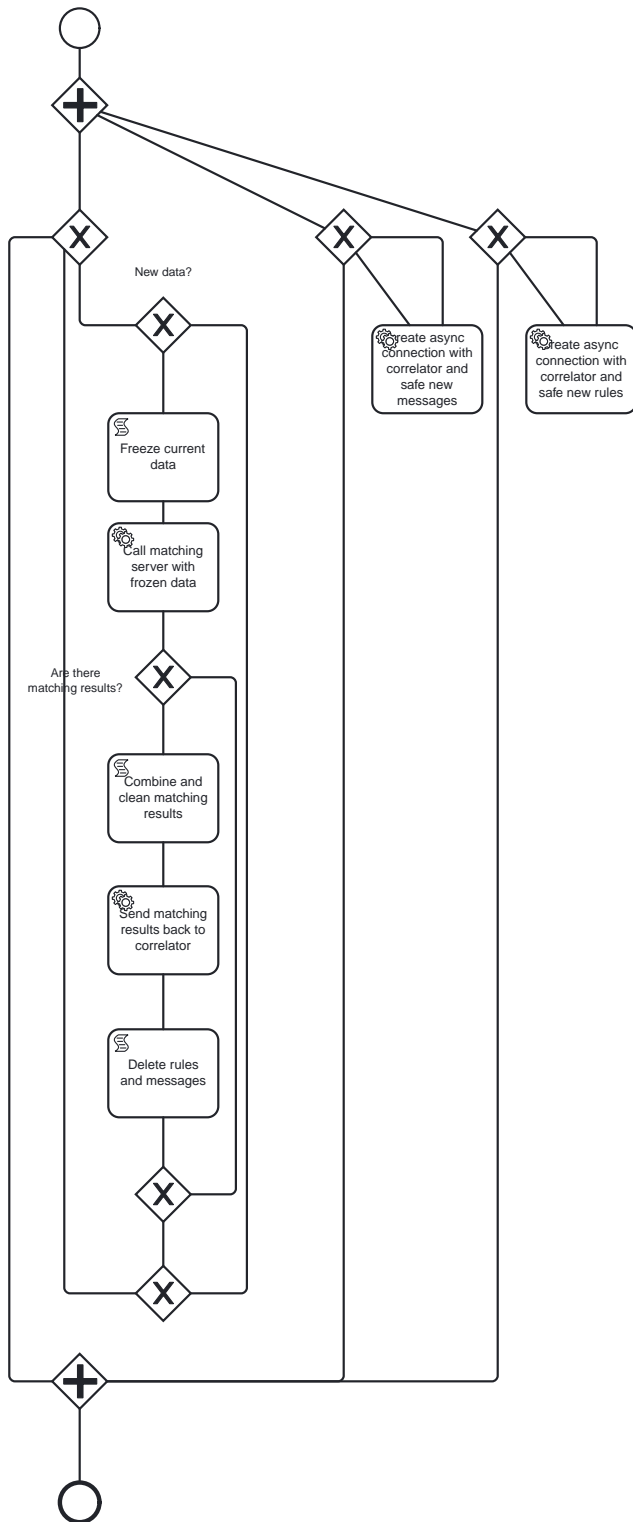 New data?
Create async
connection with
correlator and
safe new
messages
Create async
connection with
correlator and
safe new rules
Freeze current
data
Call matching
server with
frozen data
Are there
matching results?
Combine and
clean matching
results
Send matching
results back to
correlator
Delete rules
and messages